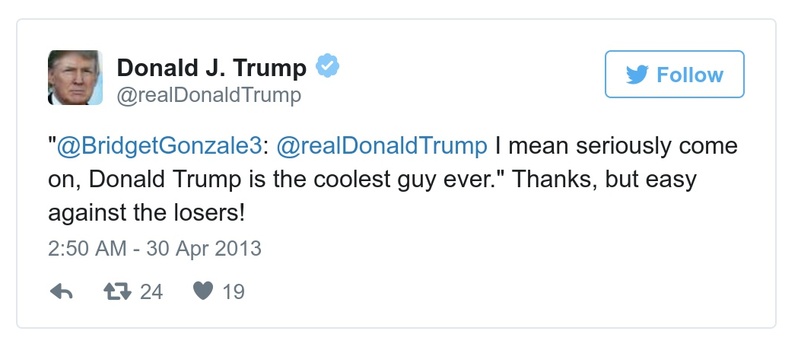 Donald J. Trump
@realDonaldTrump
Follow
"@BridgetGonzale3: @realDonaldTrump I mean seriously come
on, Donald Trump is the coolest guy ever." Thanks, but easy
against the losers!
2:50 AM - 30 Apr 2013
24 19